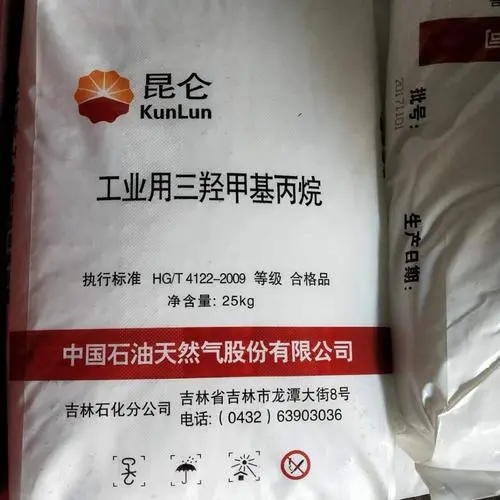 昆仑
KunLun
工业用三羟甲基丙烷
执行标准 HG/T 4122-2009 等级 合格品
净含量: 25kg
中国石油天然气股份有限公司
吉林石化分公司 吉林省吉林市龙潭大街8号
电话: (0432) 63903036
批号: 20171101
生产日期:
司